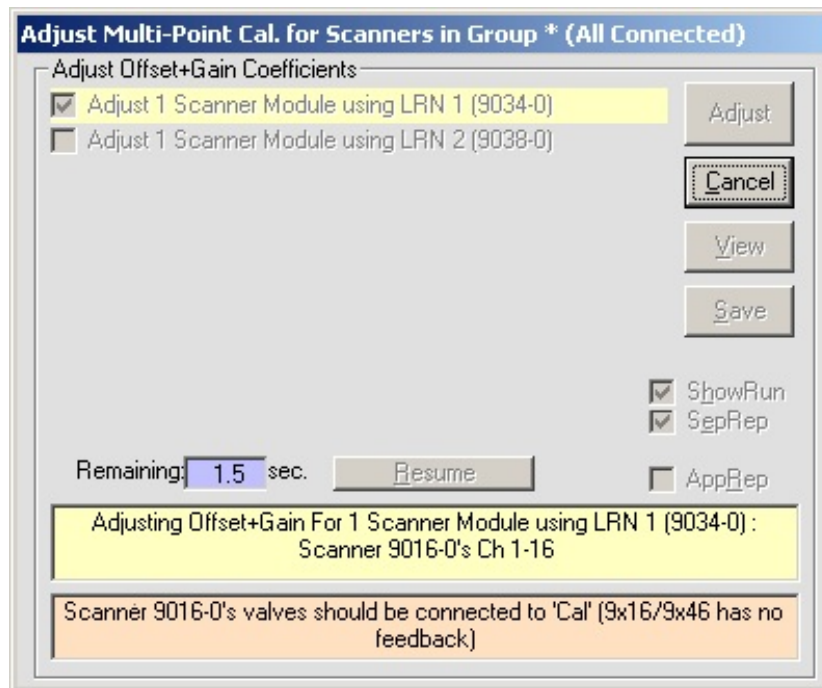 Adjust Multi-Point Cal. for Scanners in Group * (All Connected)
Adjust Offset+Gain Coefficients
Adjust 1 Scanner Module using LRN 1 (9034-0)
Adjust 1 Scanner Module using LRN 2 (9038-0)
Adjust
Cancel
View
Save
ShowRun
SepRep
Remaining: 1.5 sec.
Resume
AppRep
Adjusting Offset+Gain For 1 Scanner Module using LRN 1 (9034-0) :
Scanner 9016-0's Ch 1-16
Scanner 9016-0's valves should be connected to 'Cal' (9x16/9x46 has no
feedback)